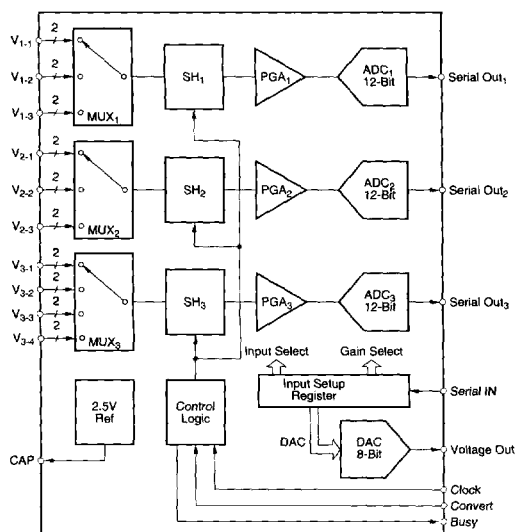 V1-1
2
V1-2
2
V1-3
2
MUX1
SH1
PGA1
ADC1
12-Bit
Serial Out1
V2-1
2
V2-2
2
V2-3
2
MUX2
SH2
PGA2
ADC2
12-Bit
Serial Out2
V3-1
2
V3-2
2
V3-3
2
V3-4
2
MUX3
SH3
PGA3
ADC3
12-Bit
Serial Out3
Input Select
Gain Select
2.5V
Ref
Control
Logic
Input Setup
Register
Serial IN
DAC
DAC
8-Bit
Voltage Out
CAP
Clock
Convert
Busy